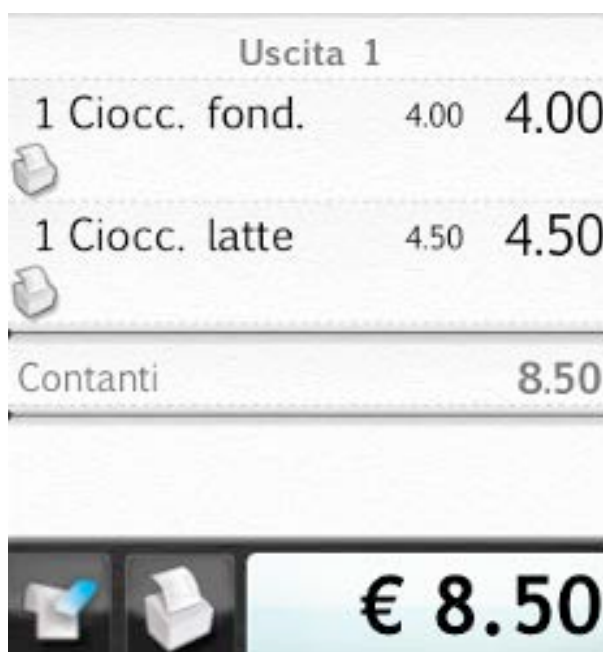 Uscita 1
1 Ciocc. fond. 4.00 4.00
1 Ciocc. latte 4.50 4.50
Contanti 8.50
€ 8.50